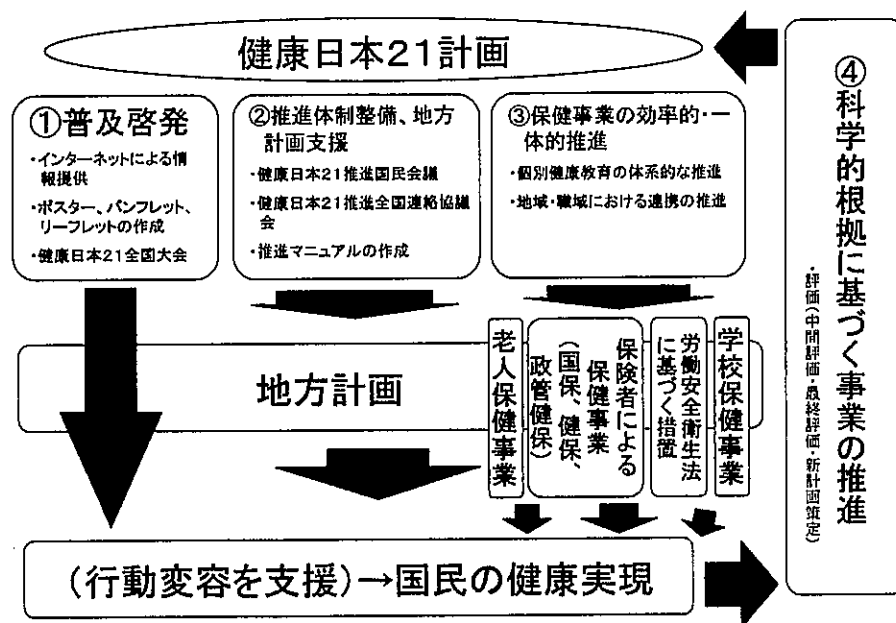 健康日本21計画
①普及啓発
・インターネットによる情
報提供
・ポスター、パンフレット、
リーフレットの作成
・健康日本21全国大会
②推進体制整備、地方
計画支援
・健康日本21推進国民会議
・健康日本21推進全国連絡協議
会
・推進マニュアルの作成
③保健事業の効率的・一
体的推進
・個別健康教育の体系的な推進
・地域・職域における連携の推進
④科学的根拠に基づく事業の推進
・評価(中間評価・最終評価・新計画策定)
地方計画
老人保健事業
保険者による
保健事業
(国保、健保、
政管健保)
労働安全衛生法
に基づく措置
学校保健事業
(行動変容を支援)→国民の健康実現